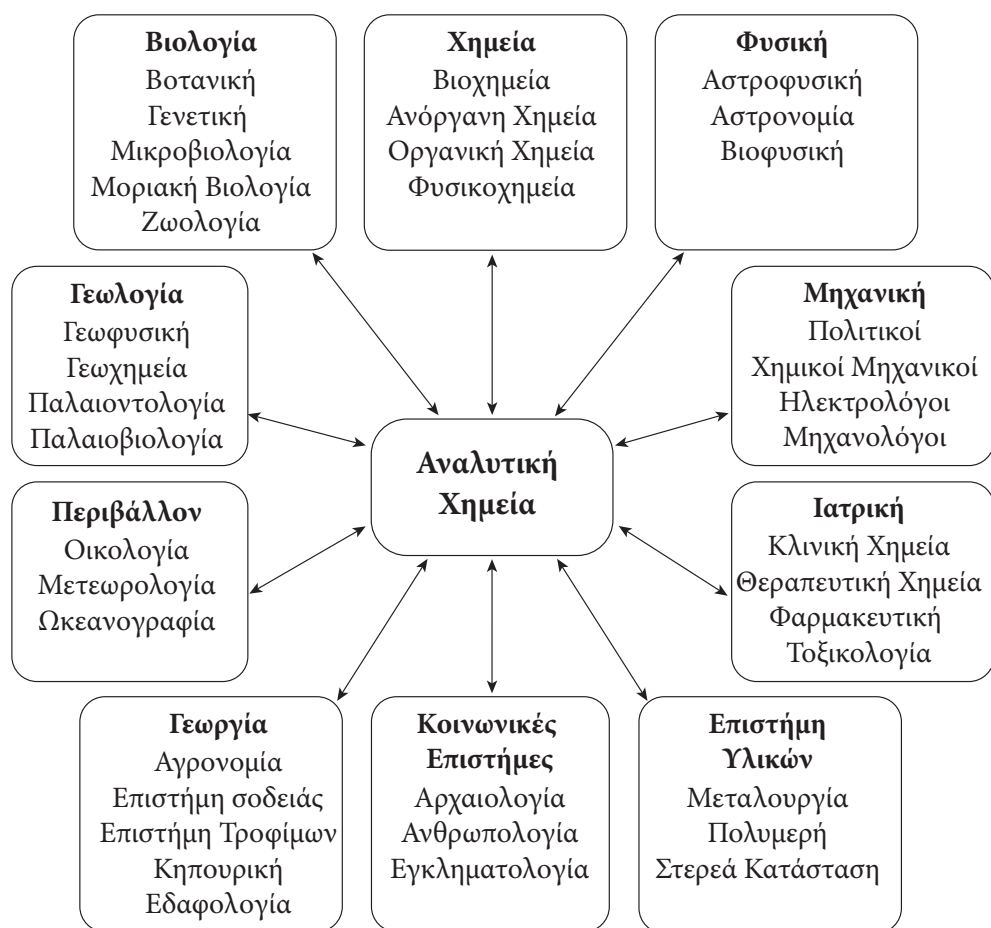 Βιολογία
Βοτανική
Γενετική
Μικροβιολογία
Μοριακή Βιολογία
Ζωολογία
Χημεία
Βιοχημεία
Ανόργανη Χημεία
Οργανική Χημεία
Φυσικοχημεία
Φυσική
Αστροφυσική
Αστρονομία
Βιοφυσική
Γεωλογία
Γεωφυσική
Γεωχημεία
Παλαιοντολογία
Παλαιοβιολογία
Μηχανική
Πολιτικοί
Χημικοί Μηχανικοί
Ηλεκτρολόγοι
Μηχανολόγοι
Αναλυτική
Χημεία
Περιβάλλον
Οικολογία
Μετεωρολογία
Ωκεανογραφία
Ιατρική
Κλινική Χημεία
Θεραπευτική Χημεία
Φαρμακευτική
Τοξικολογία
Γεωργία
Αγρονομία
Επιστήμη σοδειάς
Επιστήμη Τροφίμων
Κηπουρική
Εδαφολογία
Κοινωνικές
Επιστήμες
Αρχαιολογία
Ανθρωπολογία
Εγκληματολογία
Επιστήμη
Υλικών
Μεταλουργία
Πολυμερή
Στερεά Κατάσταση